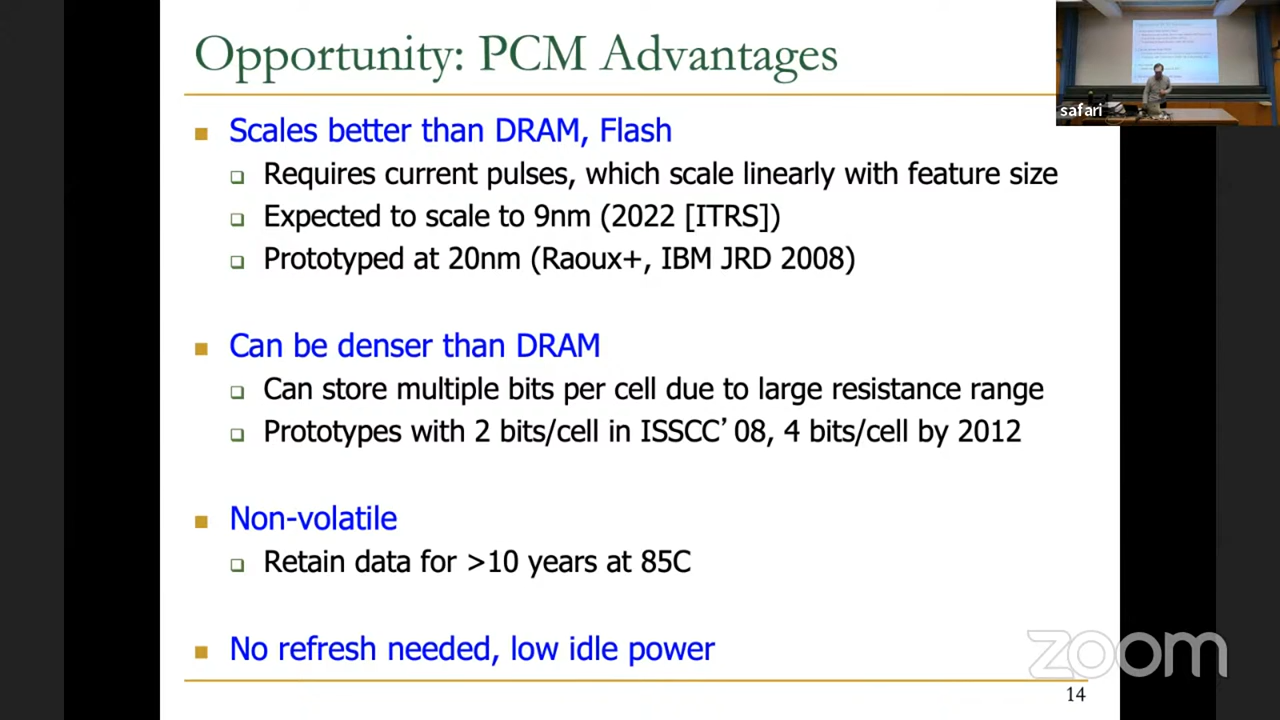 Opportunity: PCM Advantages
safari
Scales better than DRAM, Flash
Requires current pulses, which scale linearly with feature size
Expected to scale to 9nm (2022 [ITRS])
Prototyped at 20nm (Raoux+, IBM JRD 2008)
Can be denser than DRAM
Can store multiple bits per cell due to large resistance range
Prototypes with 2 bits/cell in ISSCC’08, 4 bits/cell by 2012
Non-volatile
Retain data for >10 years at 85C
No refresh needed, low idle power
zoom
14